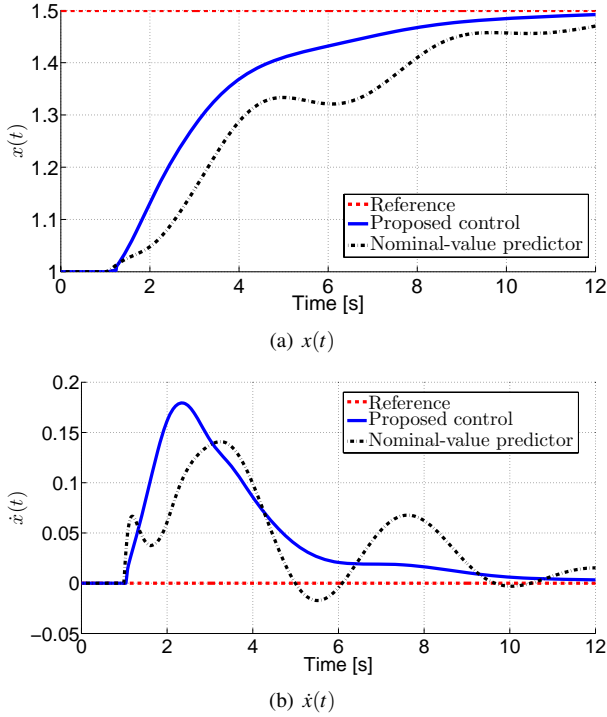 1.5
1.4
1.3
1.2
1.1
1
x(t)
Reference
Proposed control
Nominal-value predictor
0 2 4 6 8 10 12
Time [s]
(a) x(t)
0.2
0.15
0.1
0.05
0
−0.05
ẋ(t)
Reference
Proposed control
Nominal-value predictor
0 2 4 6 8 10 12
Time [s]
(b) ẋ(t)